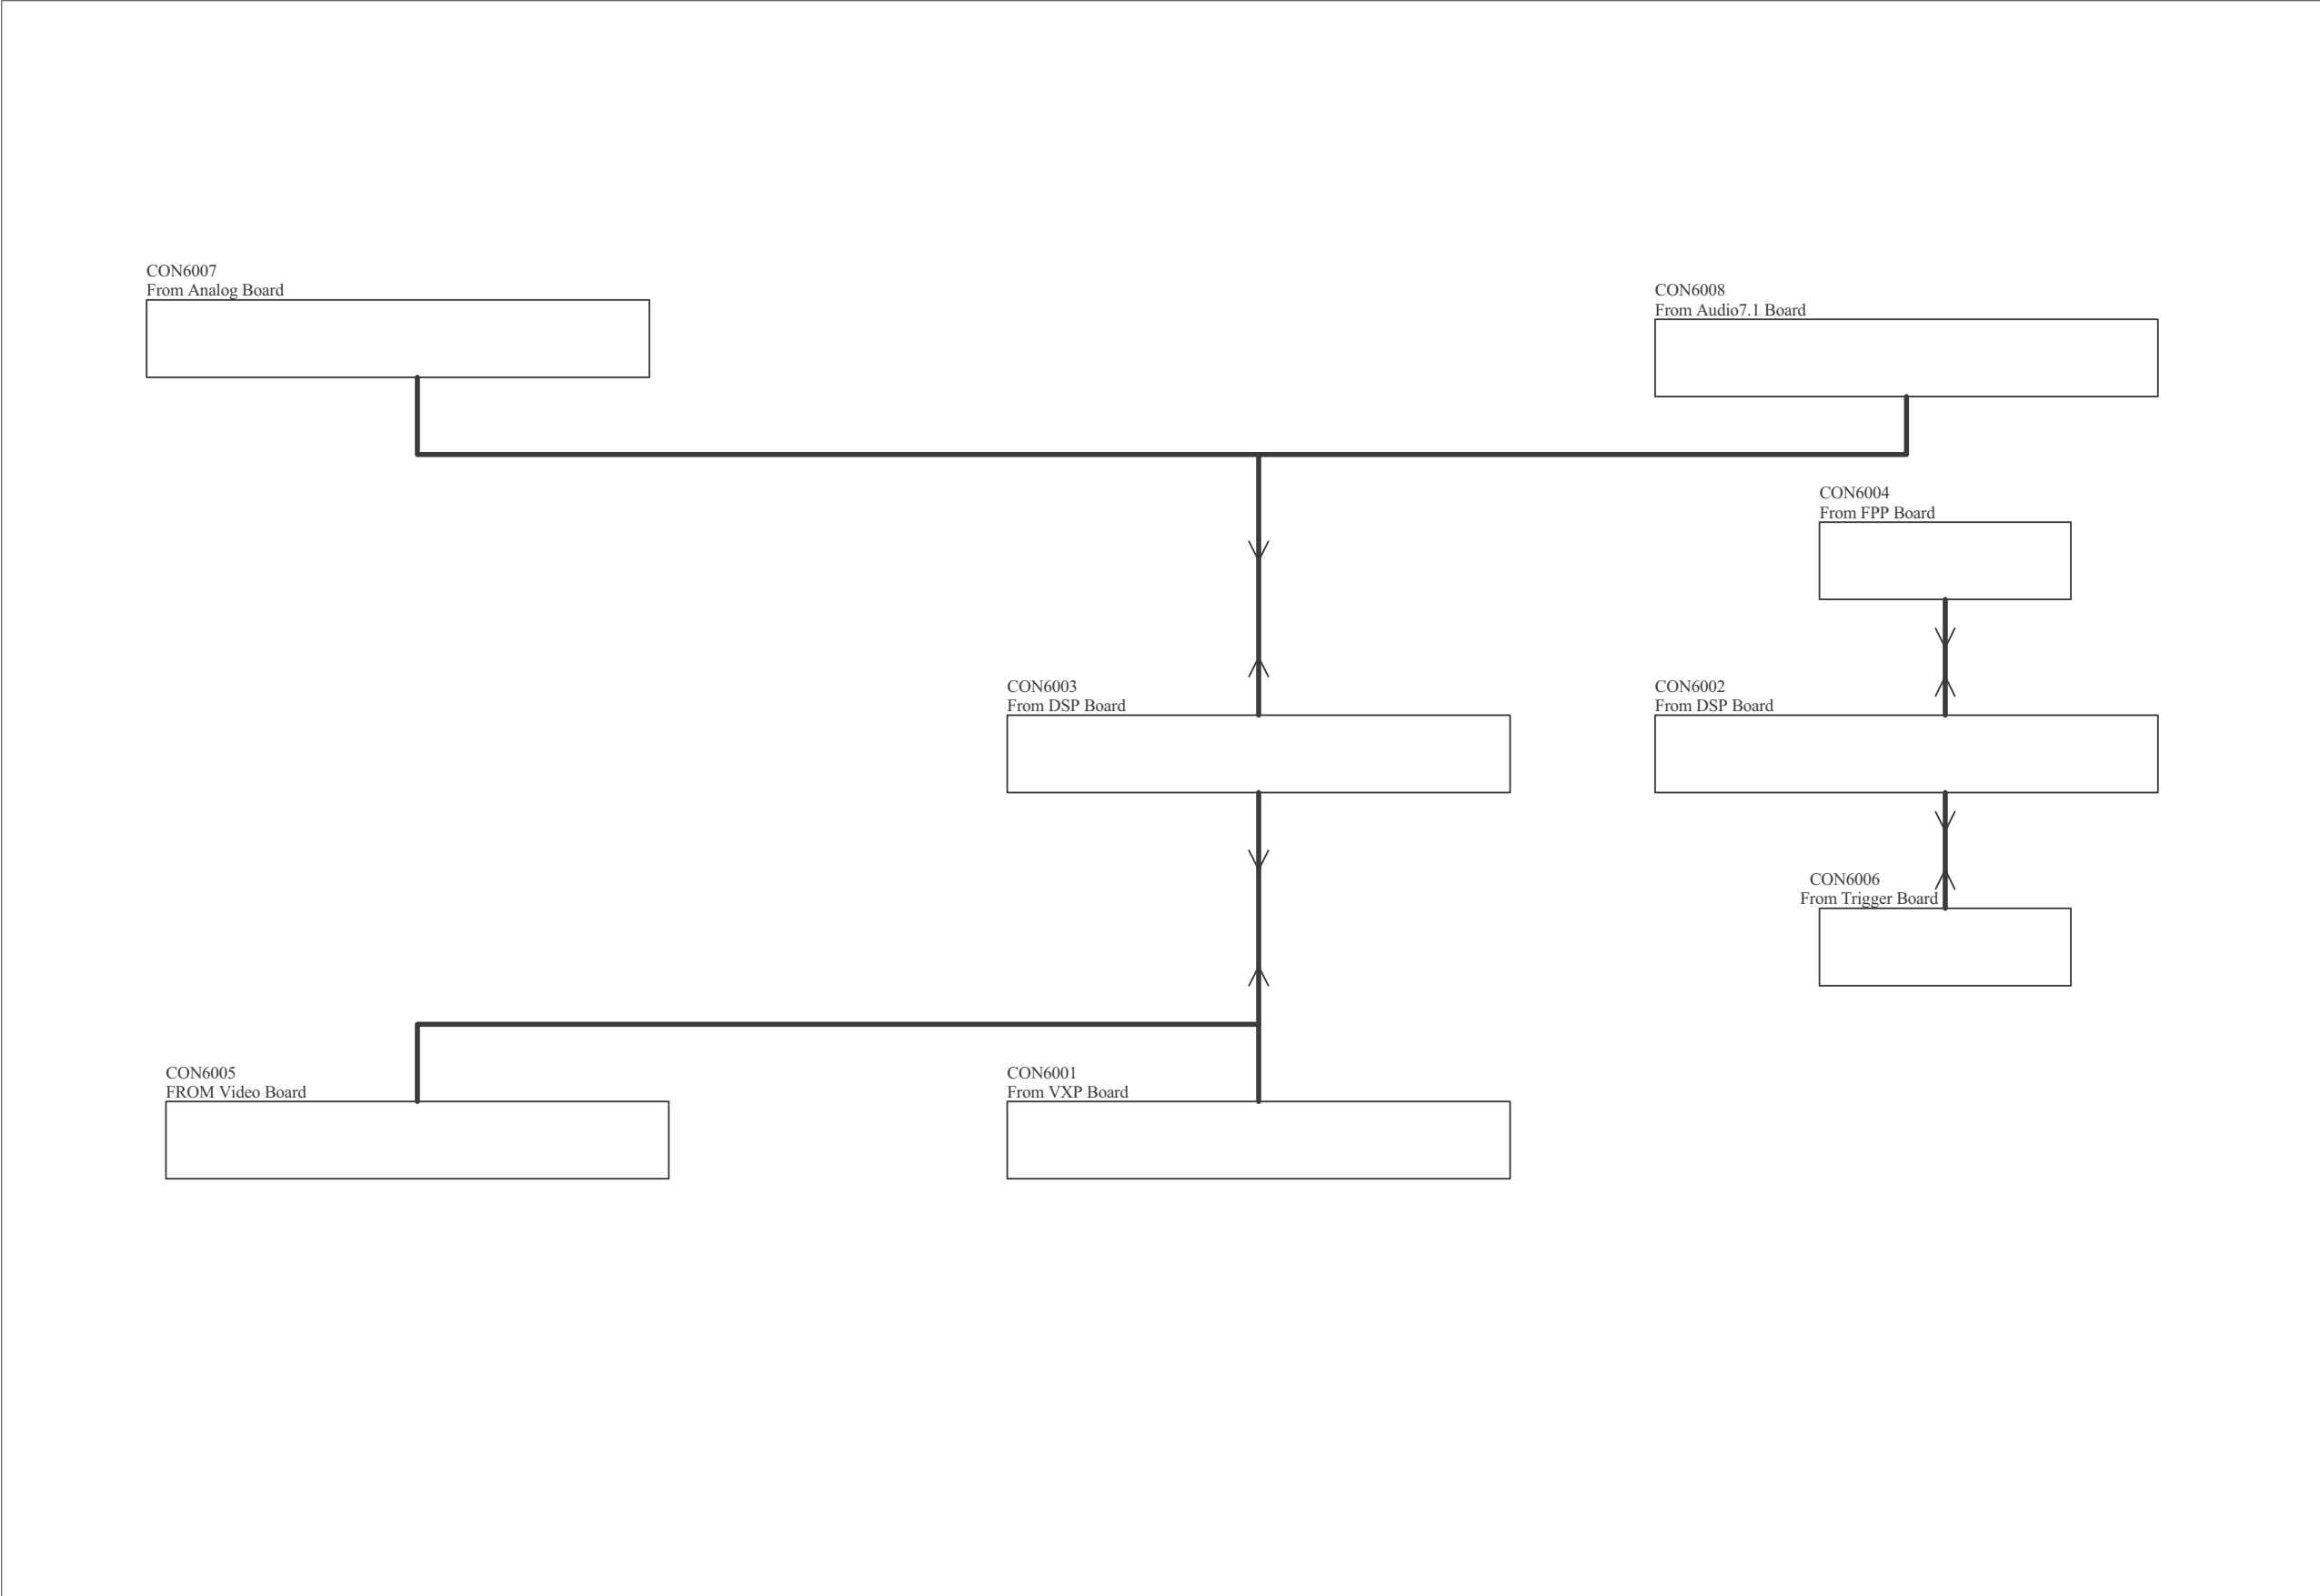 CON6007
From Analog Board
CON6008
From Audio7.1 Board
CON6004
From FPP Board
CON6003
From DSP Board
CON6002
From DSP Board
CON6006
From Trigger Board
CON6005
FROM Video Board
CON6001
From VXP Board